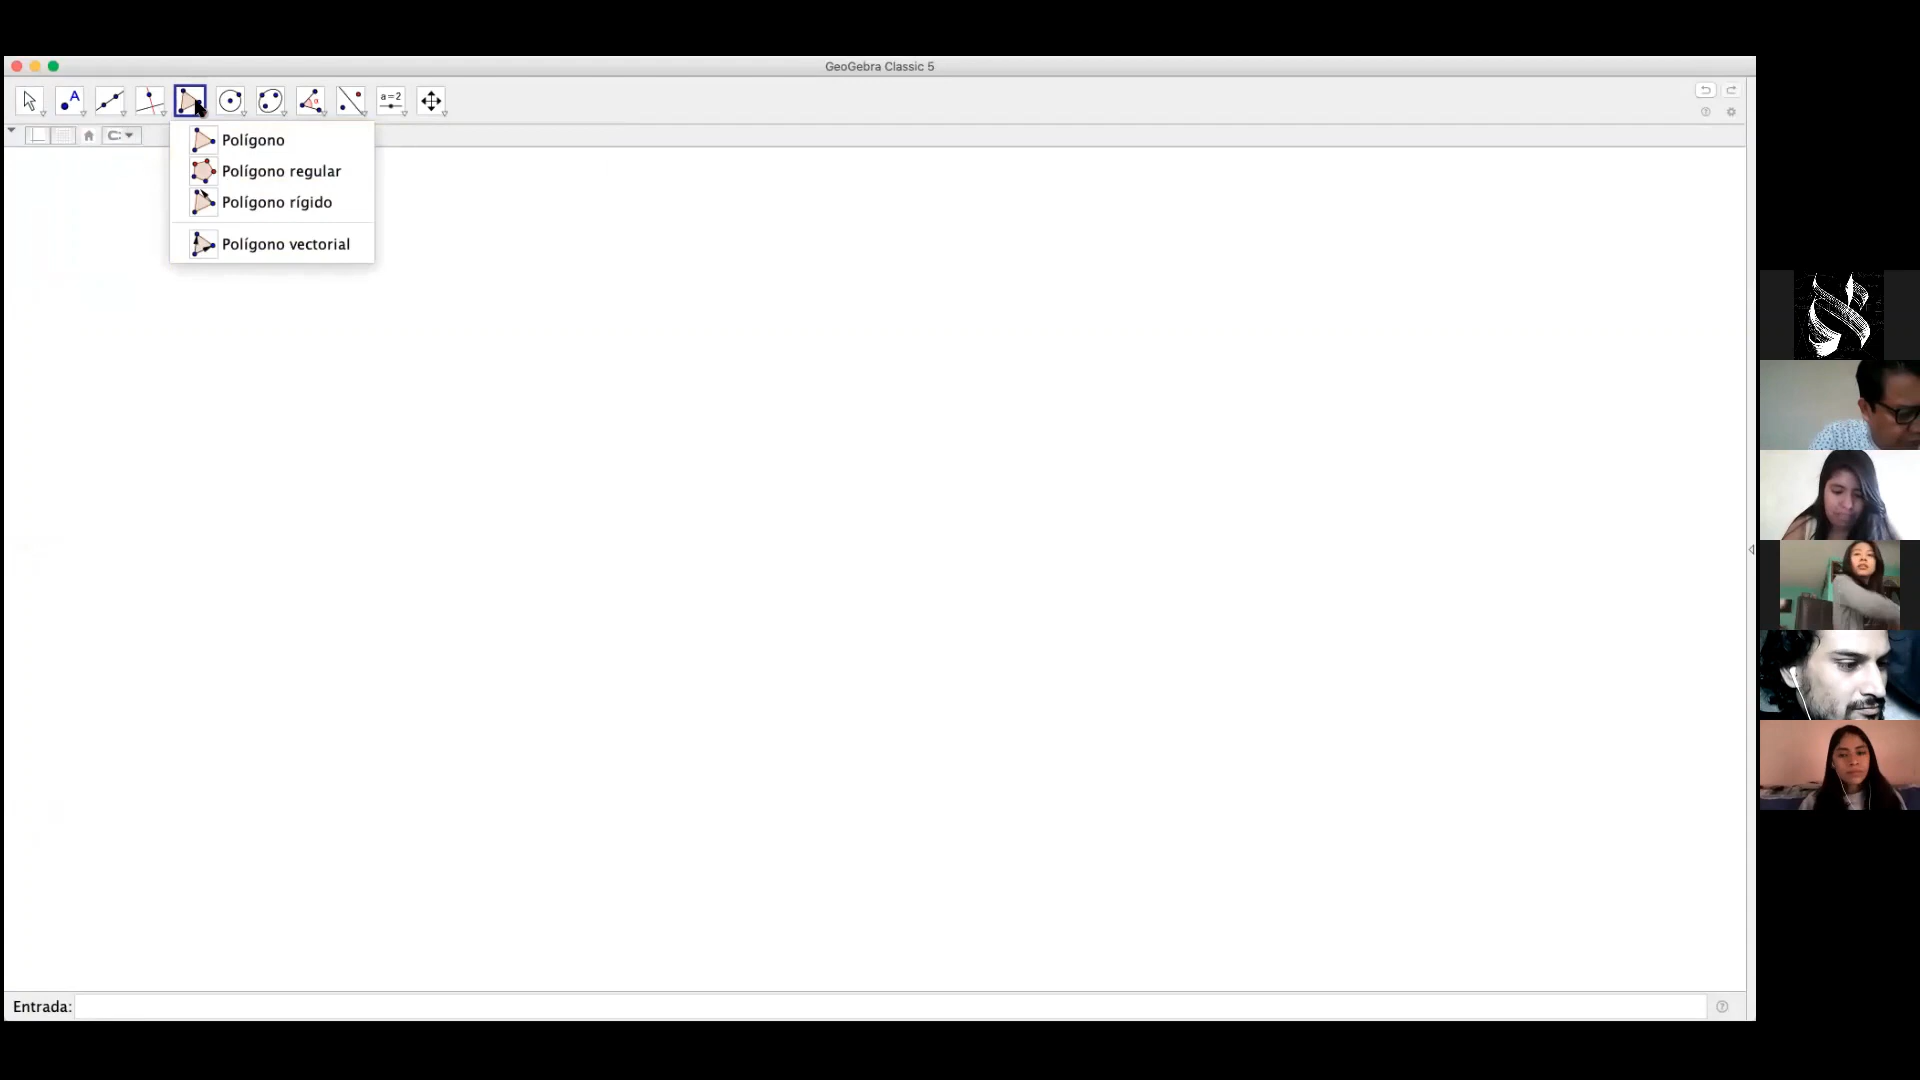 GeoGebra Classic 5
A
α
a=2
Polígono
Polígono regular
Polígono rígido
Polígono vectorial
Entrada: